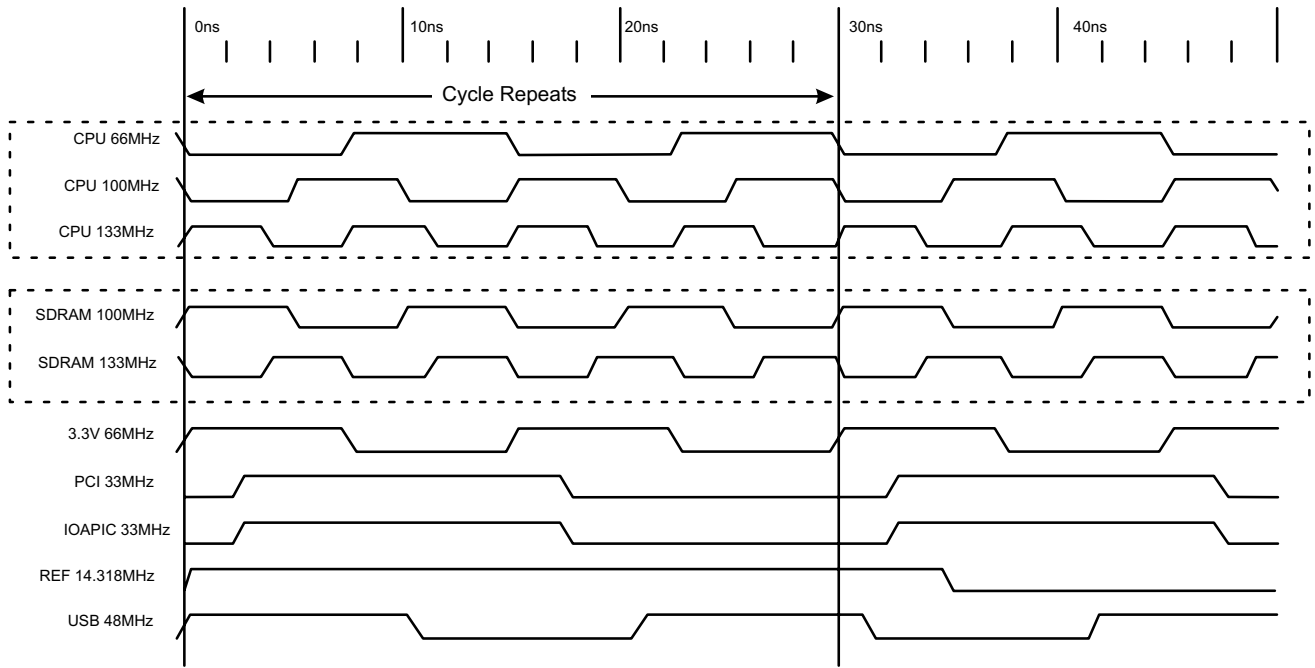 0ns 10ns 20ns 30ns 40ns
Cycle Repeats
CPU 66MHz
CPU 100MHz
CPU 133MHz
SDRAM 100MHz
SDRAM 133MHz
3.3V 66MHz
PCI 33MHz
IOAPIC 33MHz
REF 14.318MHz
USB 48MHz